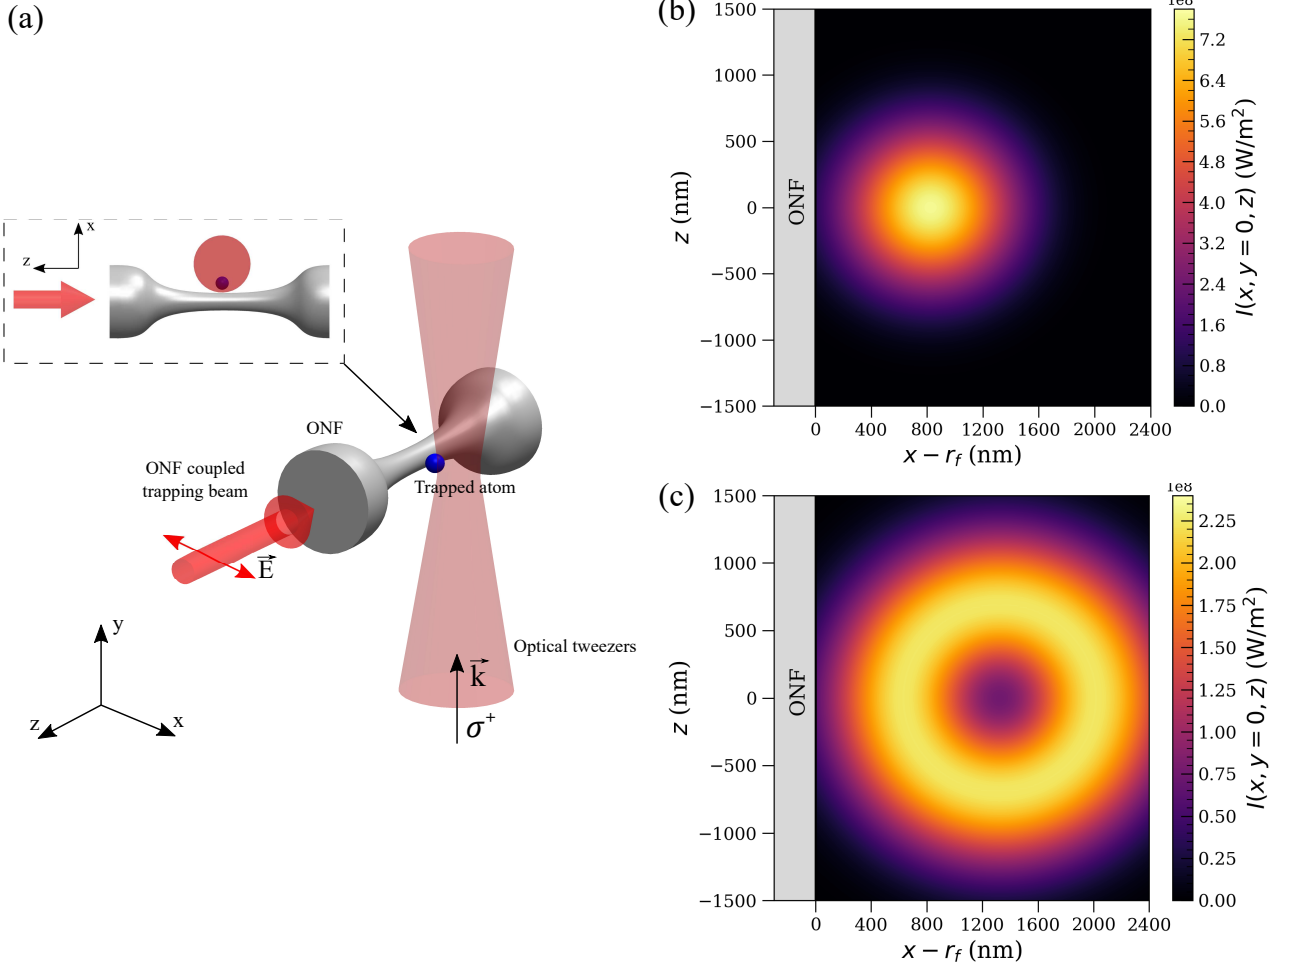 (a)
x
z
ONF
ONF coupled
trapping beam
Trapped atom
E⃗
Optical tweezers
k⃗
σ⁺
y
z
x
(b)
1e8
1500
1000
500
0
−500
−1000
−1500
z (nm)
ONF
0 400 800 1200 1600 2000 2400
x − r_f (nm)
7.2
6.4
5.6
4.8
4.0
3.2
2.4
1.6
0.8
0.0
I(x, y = 0, z) (W/m²)
(c)
1e8
1500
1000
500
0
−500
−1000
−1500
z (nm)
ONF
0 400 800 1200 1600 2000 2400
x − r_f (nm)
2.25
2.00
1.75
1.50
1.25
1.00
0.75
0.50
0.25
0.00
I(x, y = 0, z) (W/m²)